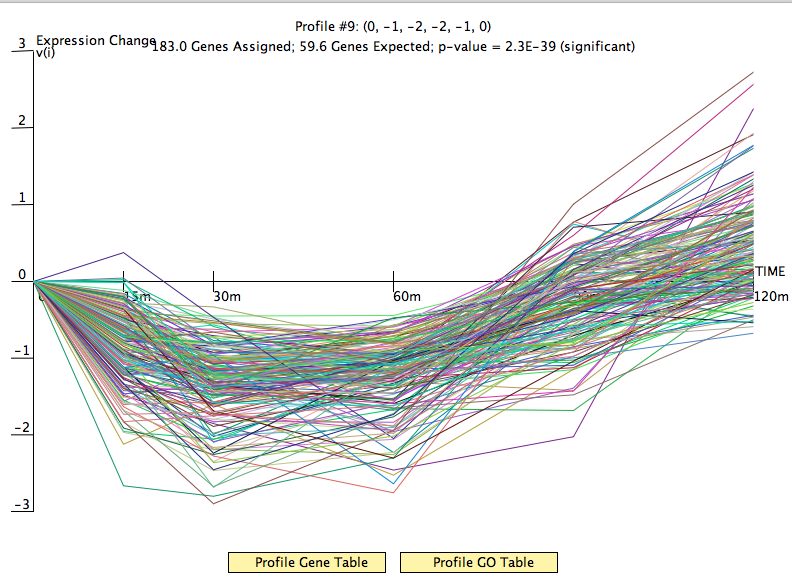 Profile #9: (0, -1, -2, -2, -1, 0)
Expression Change
183.0 Genes Assigned; 59.6 Genes Expected; p-value = 2.3E-39 (significant)
v(i)
3
2
1
0
TIME
15m
30m
60m
120m
-1
-2
-3
Profile Gene Table
Profile GO Table